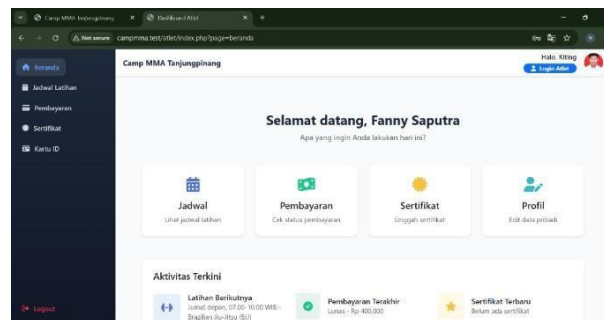 Camp MMA Tanjungpinang
Dashboard Atlet
Not secure
campmma.test/atlet/index.php?page=beranda
Beranda
Jadwal Latihan
Pembayaran
Sertifikat
Kartu ID
Logout
Camp MMA Tanjungpinang
Halo, Kiting
Login Atlet
Selamat datang, Fanny Saputra
Apa yang ingin Anda lakukan hari ini?
Jadwal
Lihat jadwal latihan
Pembayaran
Cek status pembayaran
Sertifikat
Unggah sertifikat
Profil
Edit data pribadi
Aktivitas Terkini
Latihan Berikutnya
Jumat depan, 07.00-10.00 WIB -
Brazilian Jiu-Jitsu (BJJ)
Pembayaran Terakhir
Lunas - Rp 400.000
Sertifikat Terbaru
Belum ada sertifikat